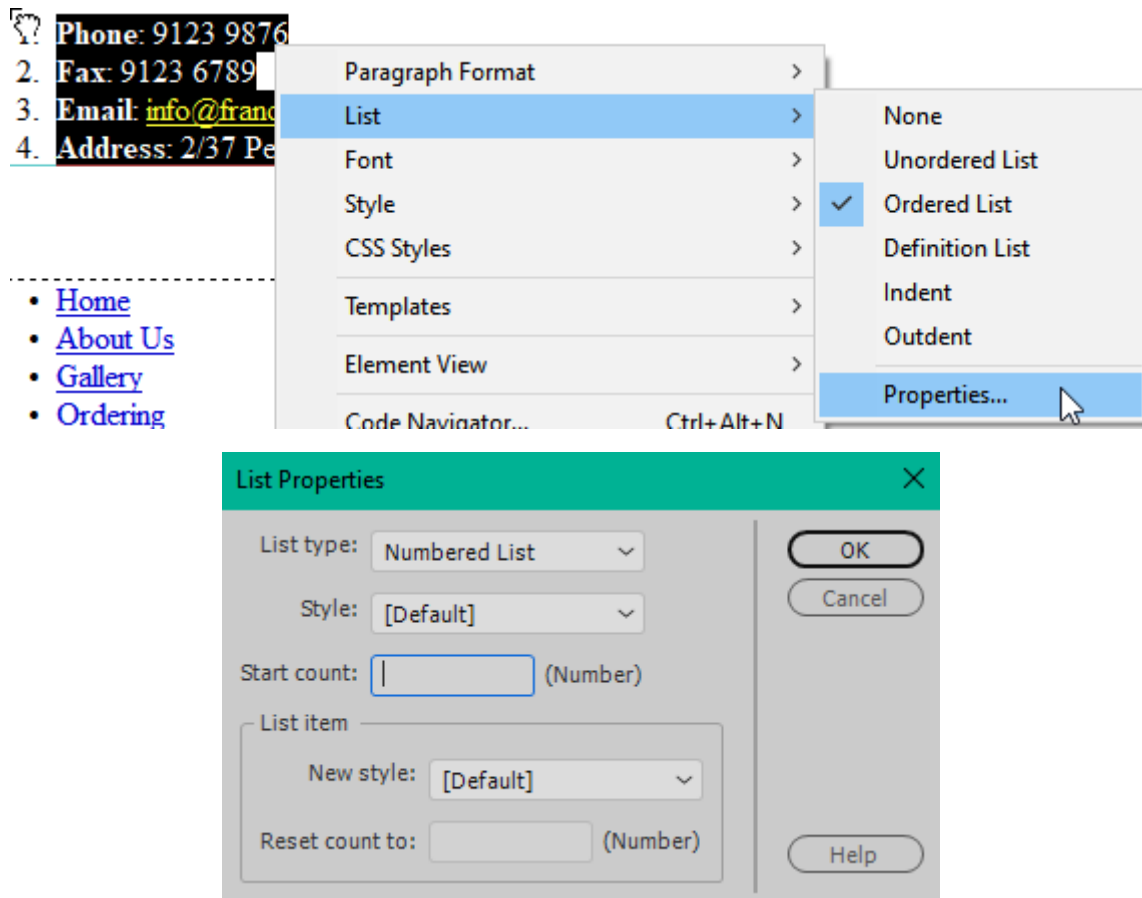 Phone: 9123 9876
2. Fax: 9123 6789
3. Email: info@franc
4. Address: 2/37 Pe
• Home
• About Us
• Gallery
• Ordering
Paragraph Format
List
Font
Style
CSS Styles
Templates
Element View
Code Navigator... Ctrl+Alt+N
None
Unordered List
Ordered List
Definition List
Indent
Outdent
Properties...
List Properties
List type: Numbered List
OK
Cancel
Style: [Default]
Start count: (Number)
List item
New style: [Default]
Reset count to: (Number)
Help